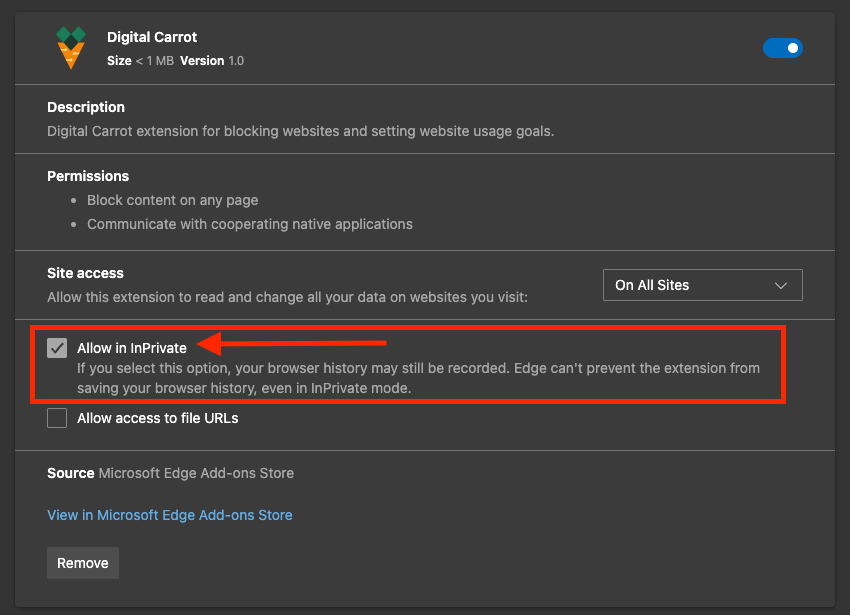 Digital Carrot
Size < 1 MB Version 1.0
Description
Digital Carrot extension for blocking websites and setting website usage goals.
Permissions
• Block content on any page
• Communicate with cooperating native applications
Site access
Allow this extension to read and change all your data on websites you visit:
On All Sites
Allow in InPrivate
If you select this option, your browser history may still be recorded. Edge can't prevent the extension from
saving your browser history, even in InPrivate mode.
Allow access to file URLs
Source Microsoft Edge Add-ons Store
View in Microsoft Edge Add-ons Store
Remove